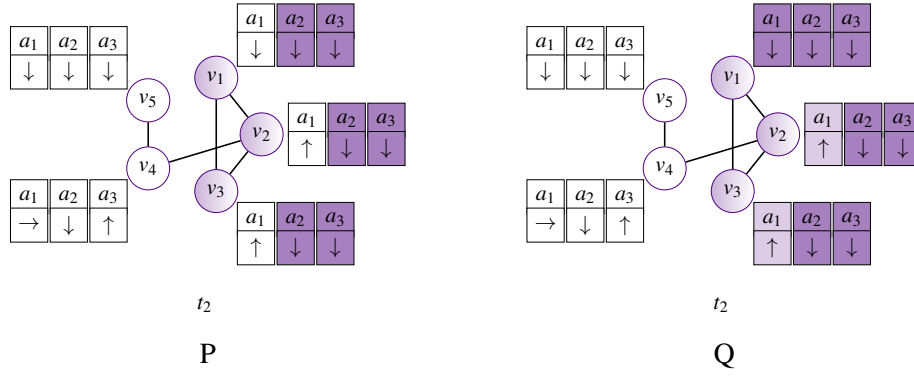 a1 a2 a3
↓ ↓ ↓
a1 a2 a3
↓ ↓ ↓
v5
v1
a1 a2 a3
↑ ↓ ↓
v2
v4
v3
a1 a2 a3
→ ↓ ↑
a1 a2 a3
↑ ↓ ↓
t2
P
a1 a2 a3
↓ ↓ ↓
a1 a2 a3
↓ ↓ ↓
v5
v1
a1 a2 a3
↑ ↓ ↓
v2
v4
v3
a1 a2 a3
→ ↓ ↑
a1 a2 a3
↑ ↓ ↓
t2
Q